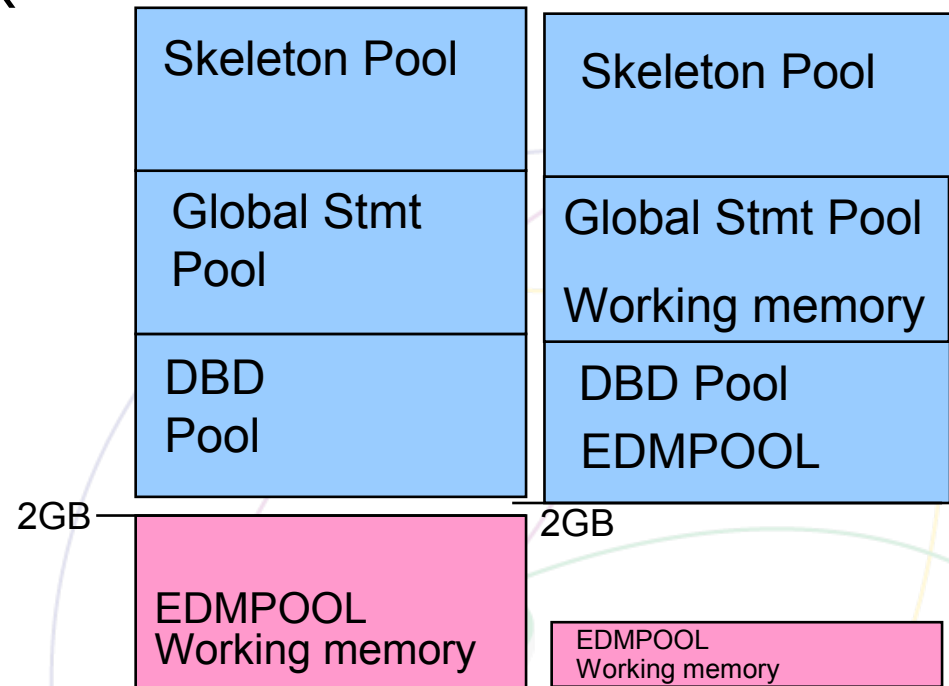 Skeleton Pool
Global Stmt
Pool
DBD
Pool
2GB
EDMPOOL
Working memory
Skeleton Pool
Global Stmt Pool
Working memory
DBD Pool
EDMPOOL
2GB
EDMPOOL
Working memory